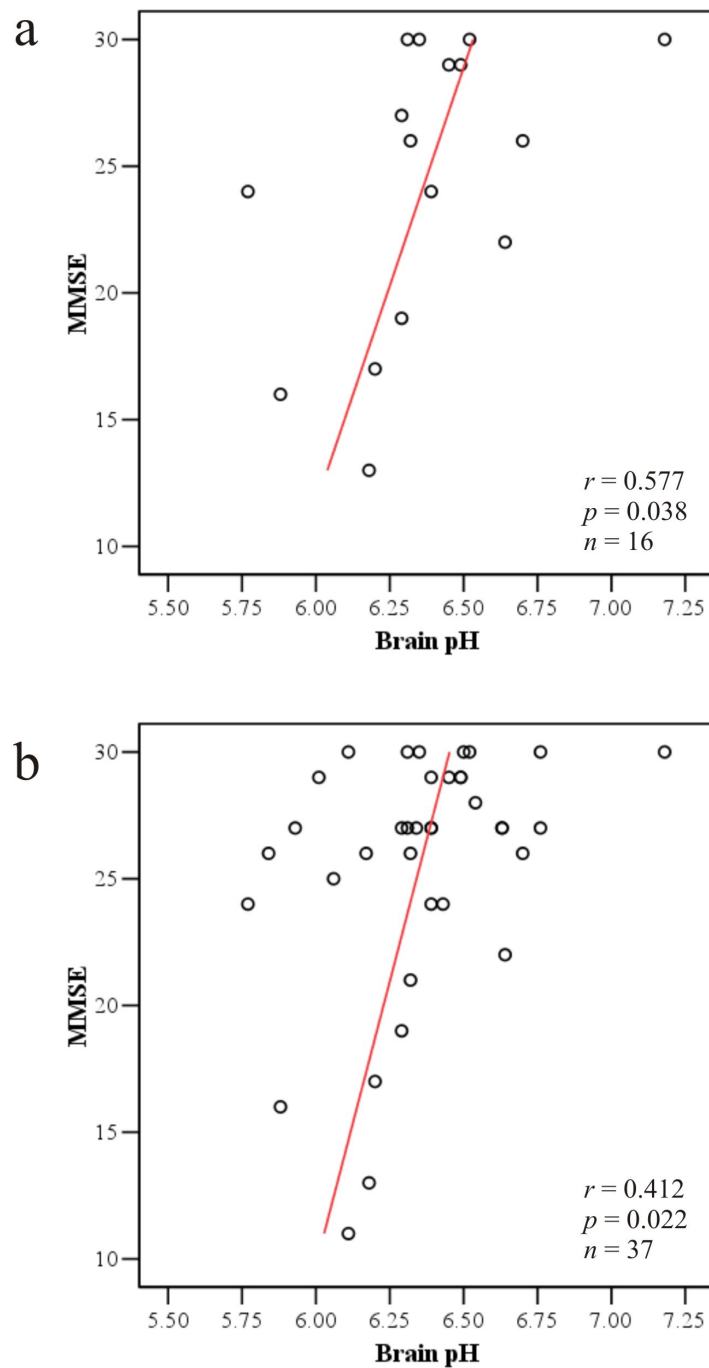 a
30
25
20
15
10
MMSE
r = 0.577
p = 0.038
n = 16
5.50 5.75 6.00 6.25 6.50 6.75 7.00 7.25
Brain pH
b
30
25
20
15
10
MMSE
r = 0.412
p = 0.022
n = 37
5.50 5.75 6.00 6.25 6.50 6.75 7.00 7.25
Brain pH